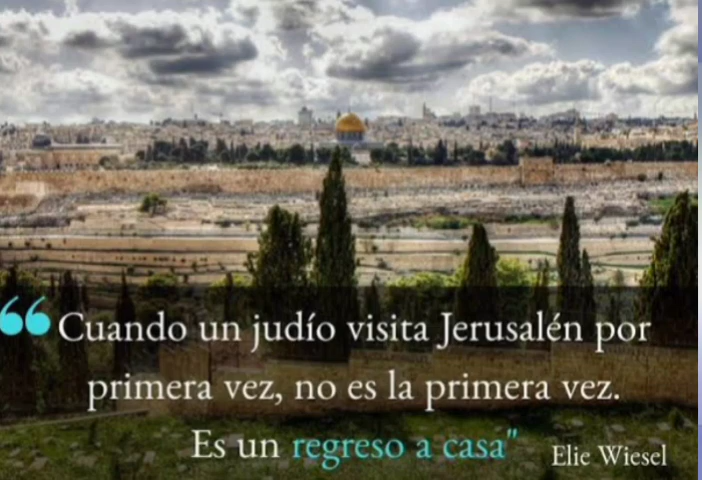 “ Cuando un judío visita Jerusalén por
primera vez, no es la primera vez.
Es un regreso a casa"
Elie Wiesel